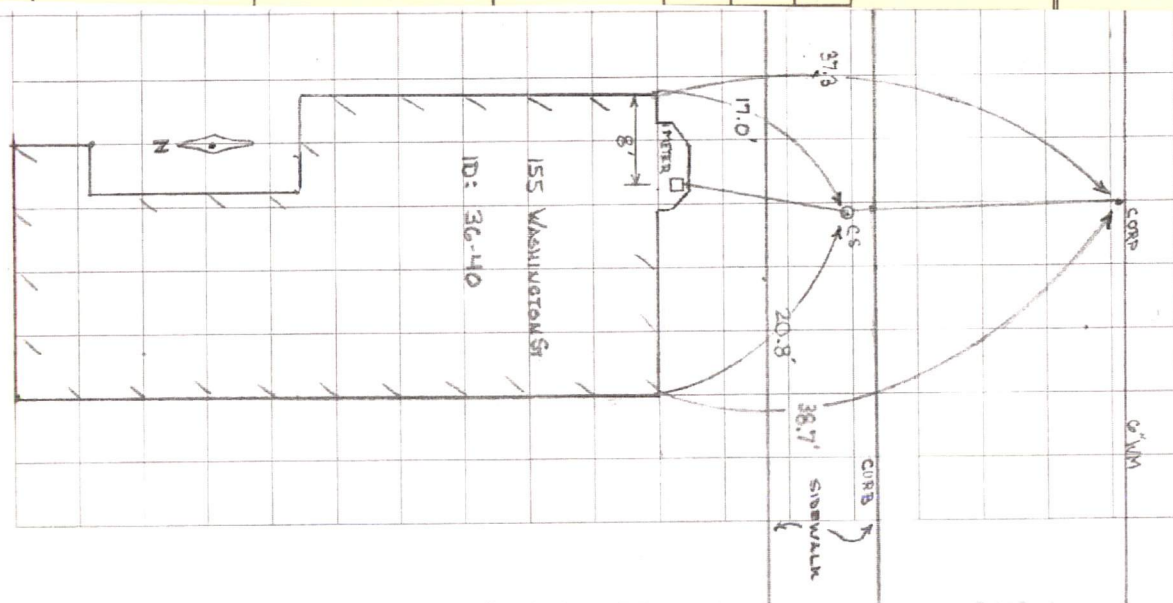 37.8
17.0'
8'
METER
N
155 WASHINGTON ST
ID: 36-40
CS
CORP
20.8'
38.7'
SIDEWALK
CURB
6" WM